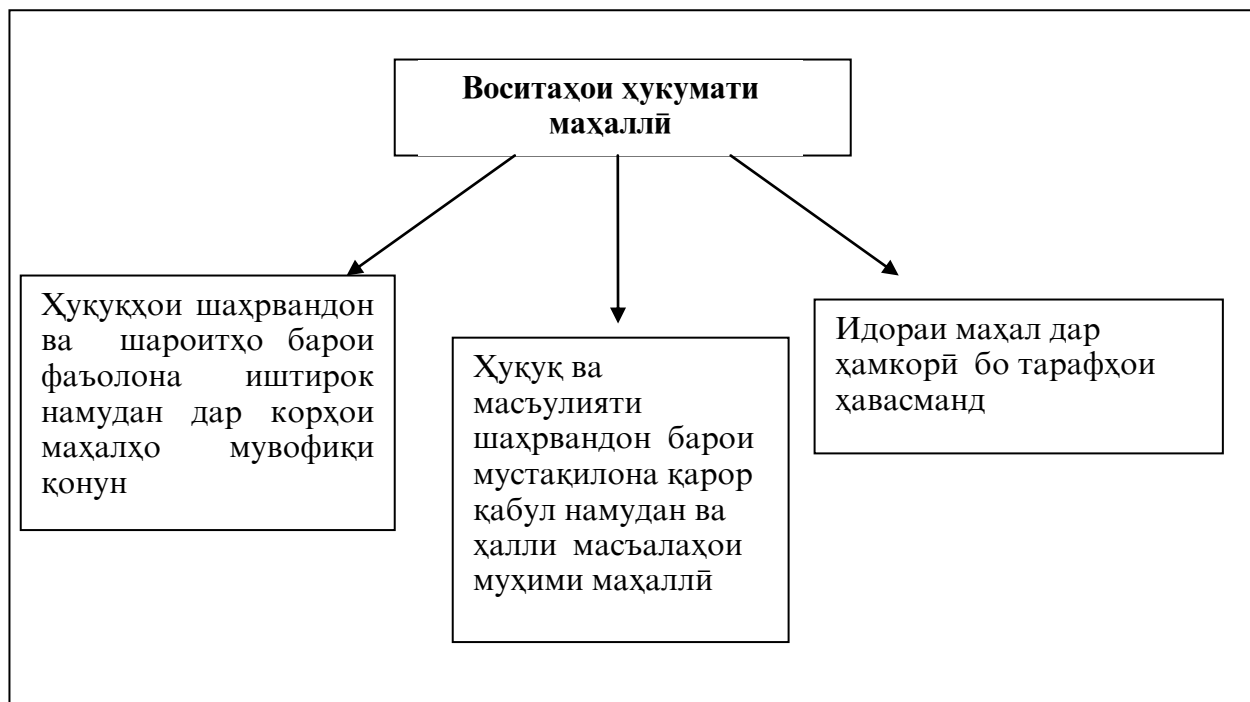 Воситаҳои ҳукумати
маҳаллӣ
Ҳуқуқҳои шаҳрвандон
ва шароитҳо барои
фаъолона иштирок
намудан дар корҳои
маҳалҳо мувофиқи
қонун
Ҳуқуқ ва
масъулияти
шаҳрвандон барои
мустақилона қарор
қабул намудан ва
ҳалли масъалаҳои
муҳими маҳаллӣ
Идораи маҳал дар
ҳамкорӣ бо тарафҳои
ҳавасманд